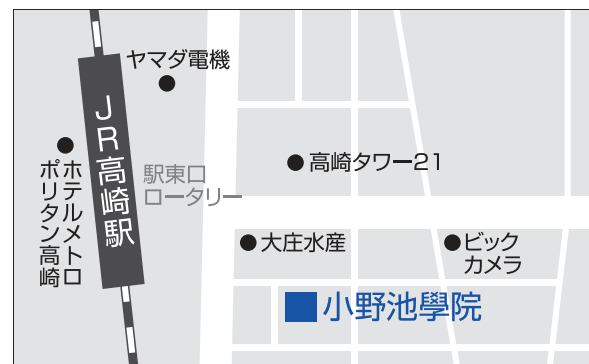 ヤマダ電機
JR高崎駅
ホテルメトロ
ポリタン高崎
駅東口
ロータリー
高崎タワー21
大庄水産
ビック
カメラ
小野池學院